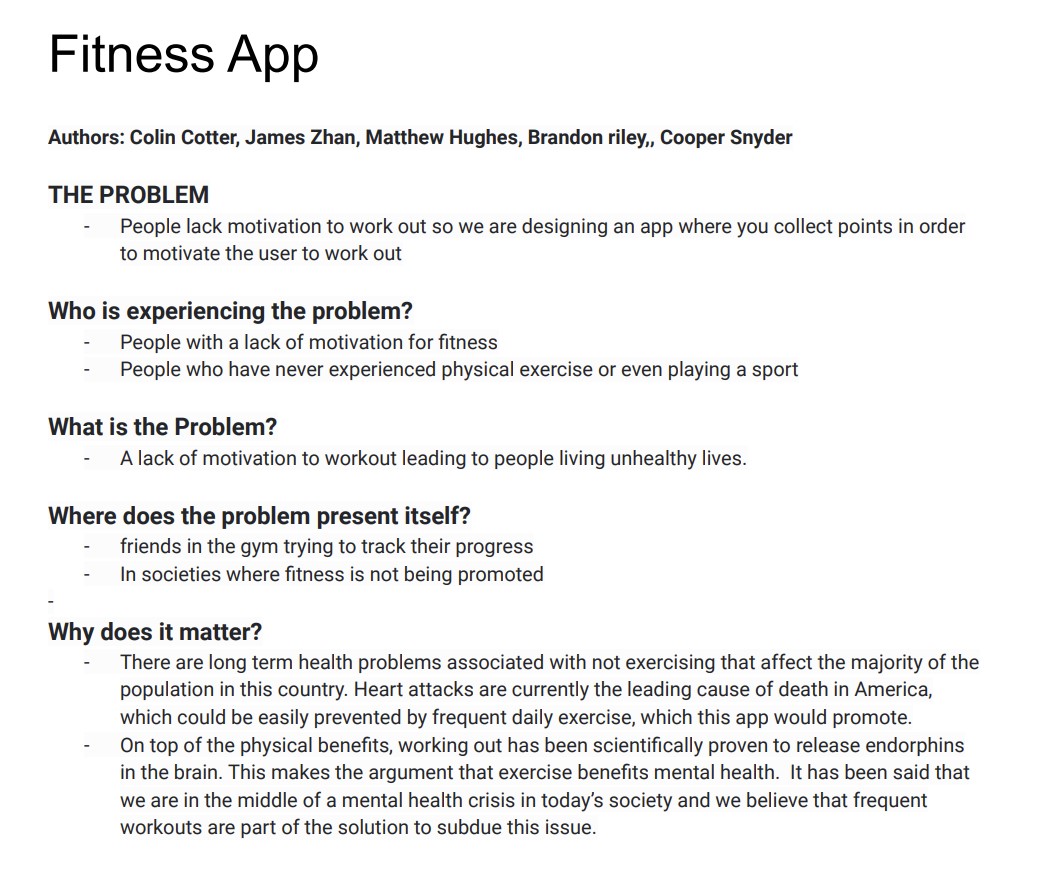 Fitness App
Authors: Colin Cotter, James Zhan, Matthew Hughes, Brandon riley,, Cooper Snyder
THE PROBLEM
- People lack motivation to work out so we are designing an app where you collect points in order
to motivate the user to work out
Who is experiencing the problem?
- People with a lack of motivation for fitness
- People who have never experienced physical exercise or even playing a sport
What is the Problem?
- A lack of motivation to workout leading to people living unhealthy lives.
Where does the problem present itself?
- friends in the gym trying to track their progress
- In societies where fitness is not being promoted
-
Why does it matter?
- There are long term health problems associated with not exercising that affect the majority of the
population in this country. Heart attacks are currently the leading cause of death in America,
which could be easily prevented by frequent daily exercise, which this app would promote.
- On top of the physical benefits, working out has been scientifically proven to release endorphins
in the brain. This makes the argument that exercise benefits mental health.  It has been said that
we are in the middle of a mental health crisis in today’s society and we believe that frequent
workouts are part of the solution to subdue this issue.